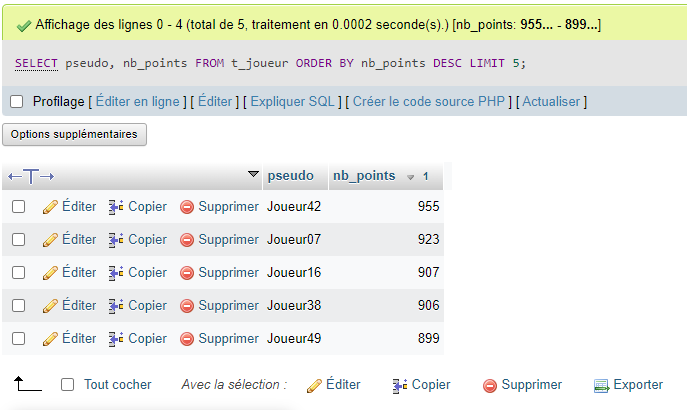 Affichage des lignes 0 - 4 (total de 5, traitement en 0.0002 seconde(s).) [nb_points: 955... - 899...]
SELECT pseudo, nb_points FROM t_joueur ORDER BY nb_points DESC LIMIT 5;
Profilage [ Éditer en ligne ] [ Éditer ] [ Expliquer SQL ] [ Créer le code source PHP ] [ Actualiser ]
Options supplémentaires
←T→ pseudo nb_points 1
Éditer Copier Supprimer Joueur42 955
Éditer Copier Supprimer Joueur07 923
Éditer Copier Supprimer Joueur16 907
Éditer Copier Supprimer Joueur38 906
Éditer Copier Supprimer Joueur49 899
Tout cocher Avec la sélection : Éditer Copier Supprimer Exporter